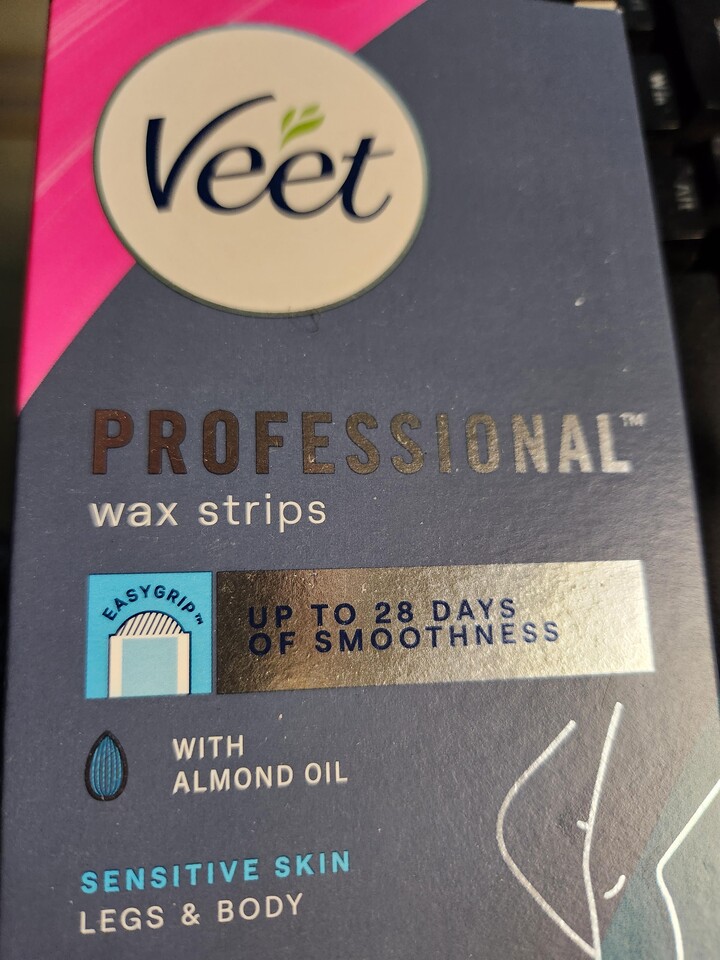 Veet
PROFESSIONAL™
wax strips
EASYGRIP™
UP TO 28 DAYS
OF SMOOTHNESS
WITH
ALMOND OIL
SENSITIVE SKIN
LEGS & BODY